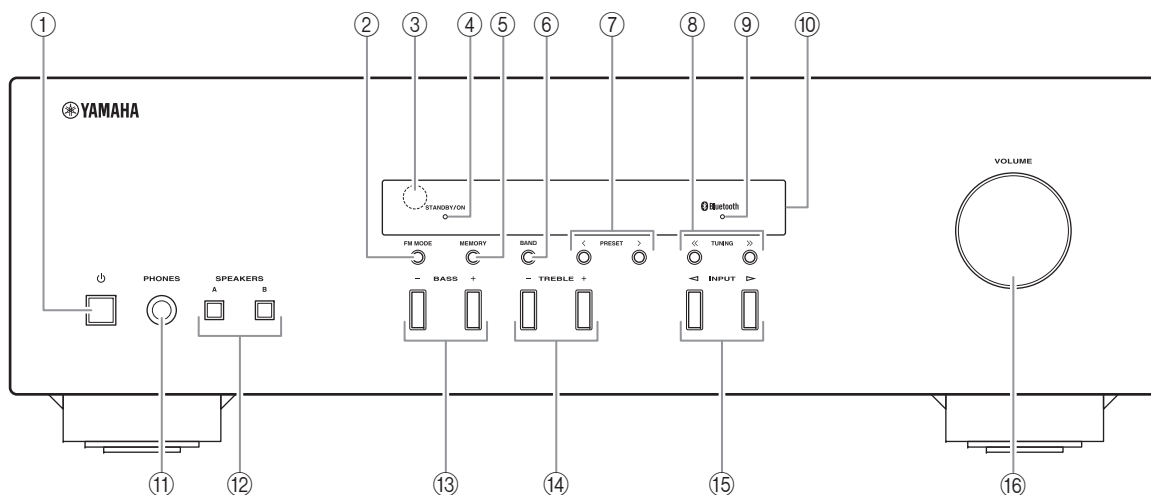 ① ② ③ ④ ⑤ ⑥ ⑦ ⑧ ⑨ ⑩
YAMAHA
VOLUME
STANDBY/ON
Bluetooth
FM MODE MEMORY BAND < PRESET > << TUNING >>
PHONES SPEAKERS
A B
− BASS + − TREBLE + INPUT
⑪ ⑫ ⑬ ⑭ ⑮ ⑯